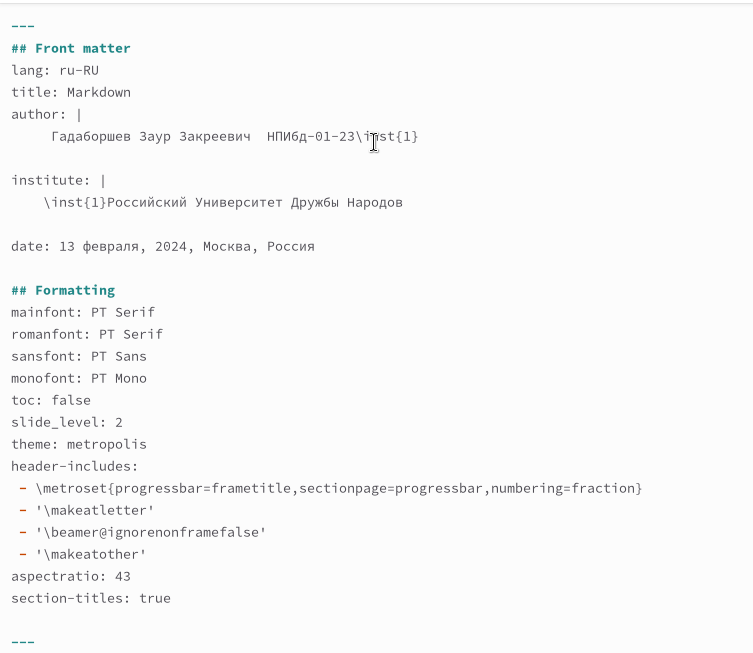 ---
## Front matter
lang: ru-RU
title: Markdown
author: |
     Гадаборшев Заур Закреевич  НПИбд-01-23\inst{1}

institute: |
    \inst{1}Российский Университет Дружбы Народов

date: 13 февраля, 2024, Москва, Россия

## Formatting
mainfont: PT Serif
romanfont: PT Serif
sansfont: PT Sans
monofont: PT Mono
toc: false
slide_level: 2
theme: metropolis
header-includes:
 - \metroset{progressbar=frametitle,sectionpage=progressbar,numbering=fraction}
 - '\makeatletter'
 - '\beamer@ignorenonframefalse'
 - '\makeatother'
aspectratio: 43
section-titles: true

---